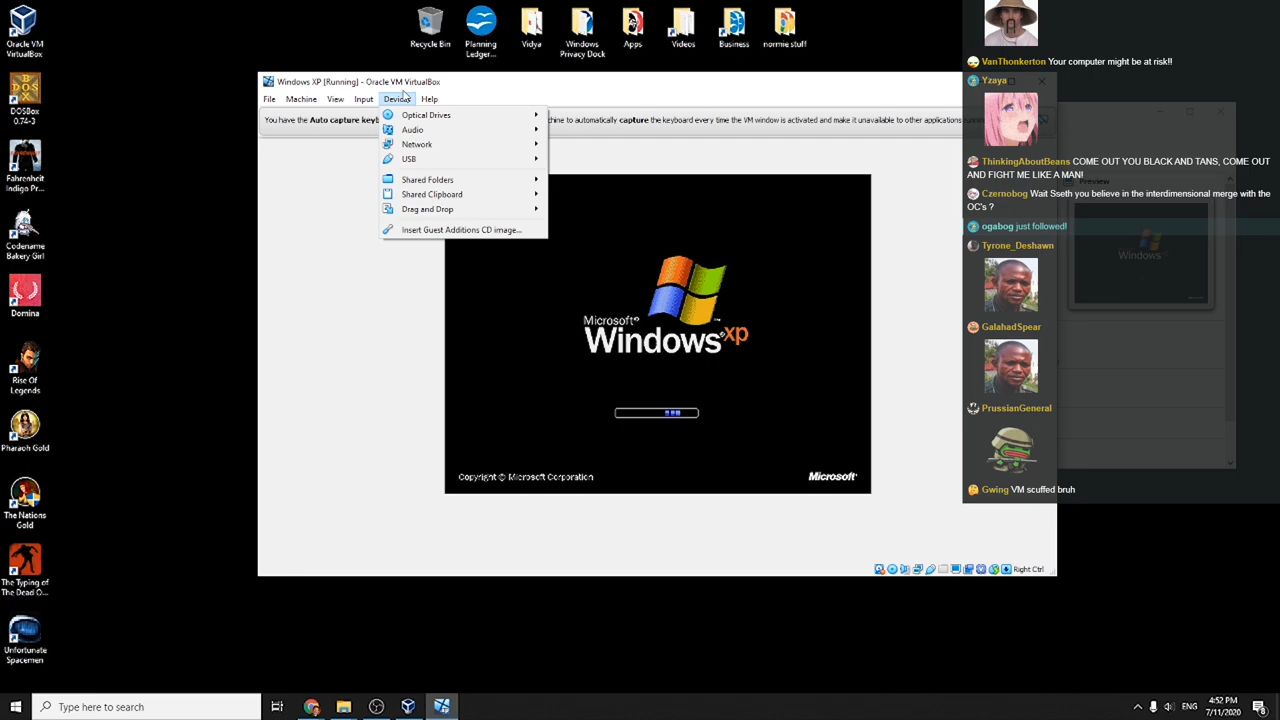 Oracle VM
VirtualBox
DOSBox
0.74-3
Fahrenheit
Indigo Pr...
Codename
Bakery Girl
Domina
Rise Of
Legends
Pharaoh Gold
The Nations
Gold
The Typing of
The Dead O...
Unfortunate
Spacemen
Recycle Bin
Planning
Ledger...
Vidya
Windows
Privacy Dock
Apps
Videos
Business
normie stuff
Windows XP [Running] - Oracle VM VirtualBox
File Machine View Input Devices Help
You have the Auto capture keyb
hine to automatically capture the keyboard every time the VM window is activated and make it unavailable to other applications
Optical Drives
Audio
Network
USB
Shared Folders
Shared Clipboard
Drag and Drop
Insert Guest Additions CD image...
Microsoft
Windows xp
Copyright © Microsoft Corporation
Microsoft
Right Ctrl
VanThonkerton Your computer might be at risk!!
Yzaya
ThinkingAboutBeans COME OUT YOU BLACK AND TANS, COME OUT
AND FIGHT ME LIKE A MAN!
Czernobog Wait Sseth you believe in the interdimensional merge with the
OC's ?
ogabog just followed!
Tyrone_Deshawn
GalahadSpear
PrussianGeneral
Gwing VM scuffed bruh
Preview
Windows
Type here to search
ENG
4:52 PM
7/11/2020